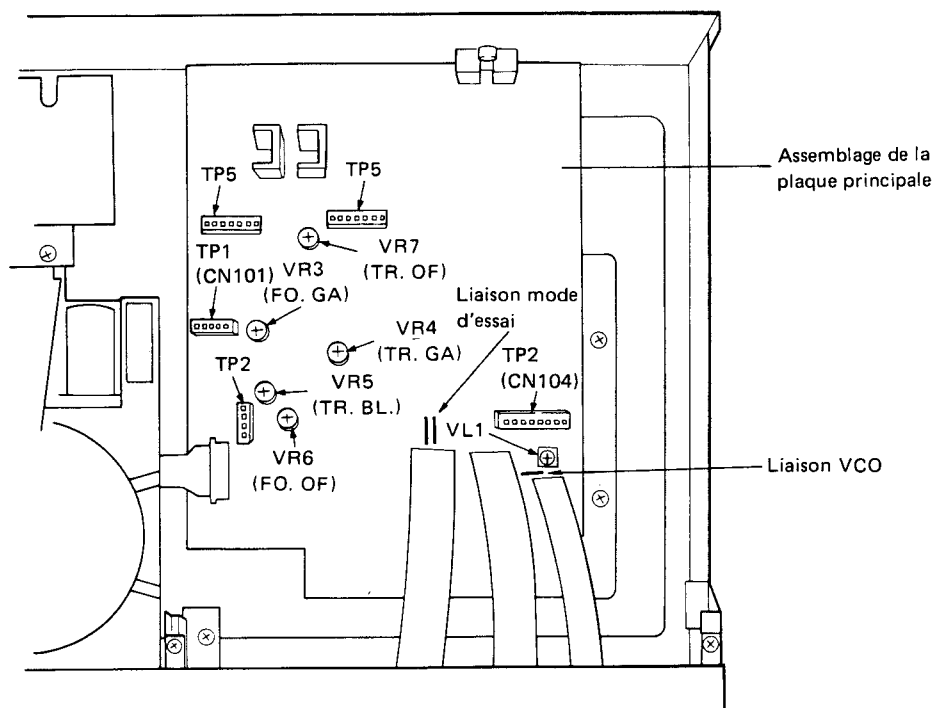 Assemblage de la
plaque principale
TP5
TP5
VR7
(TR. OF)
TP1
(CN101)
VR3
(FO. GA)
Liaison mode
d'essai
VR4
(TR. GA)
TP2
(CN104)
TP2
VR5
(TR. BL.)
VL1
VR6
(FO. OF)
Liaison VCO